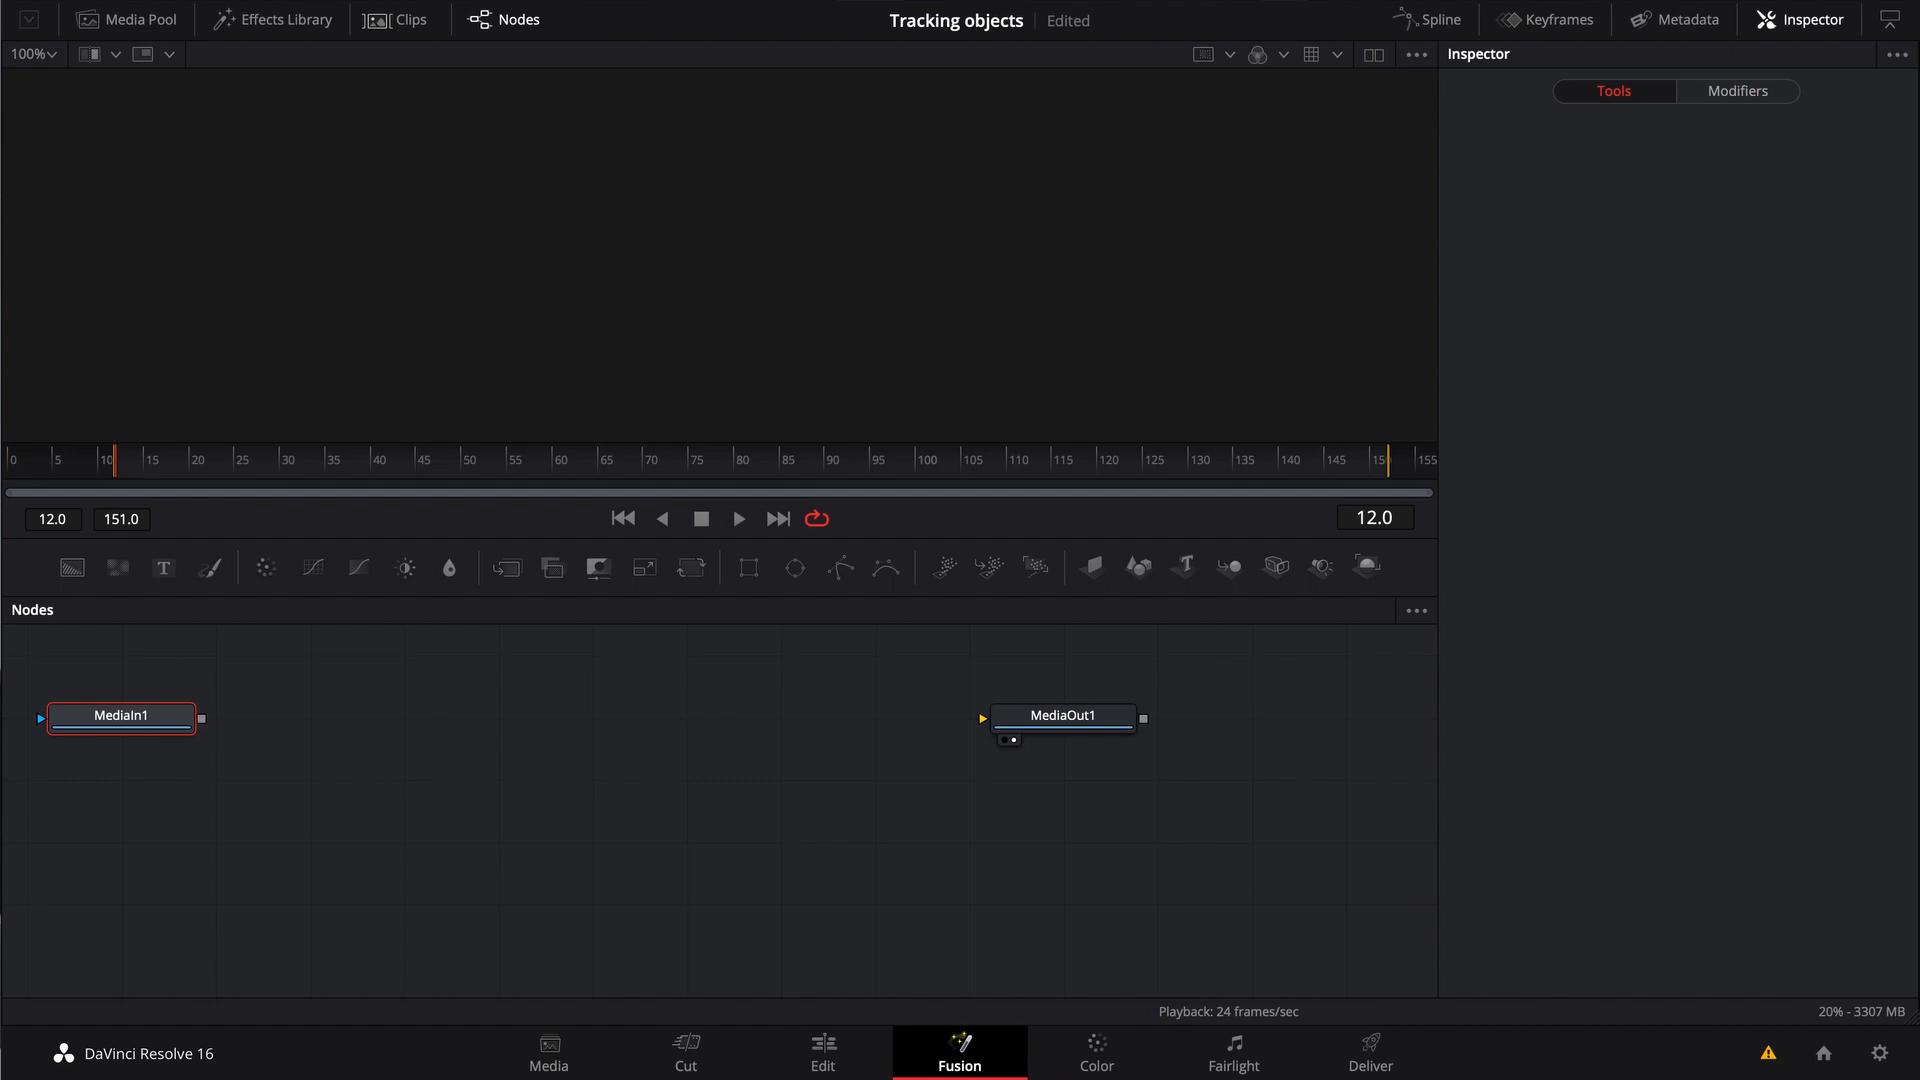 Media Pool
Effects Library
Clips
Nodes
Tracking objects
Edited
Spline
Keyframes
Metadata
Inspector
100%
Inspector
Tools
Modifiers
0 5 10 15 20 25 30 35 40 45 50 55 60 65 70 75 80 85 90 95 100 105 110 115 120 125 130 135 140 145 150 155
12.0
151.0
12.0
T
Nodes
MediaIn1
MediaOut1
Playback: 24 frames/sec
20% - 3307 MB
DaVinci Resolve 16
Media
Cut
Edit
Fusion
Color
Fairlight
Deliver